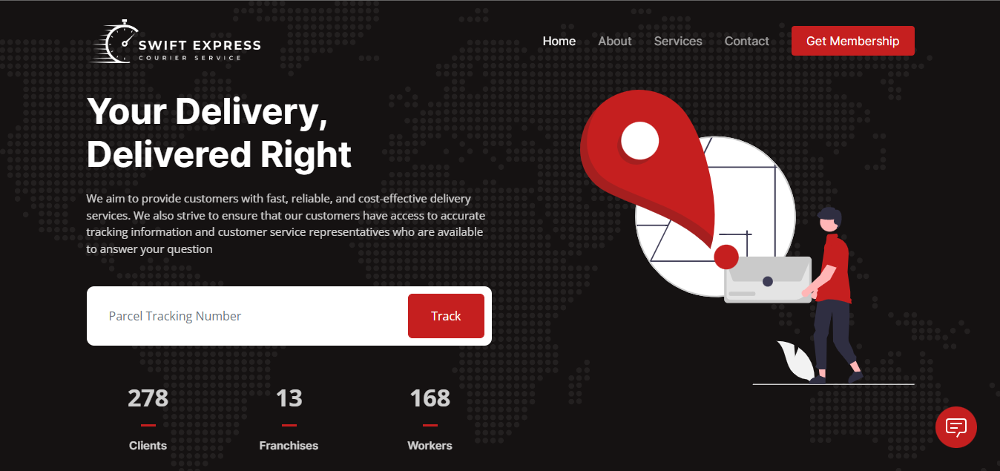 SWIFT EXPRESS
COURIER SERVICE
Home About Services Contact Get Membership
Your Delivery,
Delivered Right
We aim to provide customers with fast, reliable, and cost-effective delivery
services. We also strive to ensure that our customers have access to accurate
tracking information and customer service representatives who are available
to answer your question
Parcel Tracking Number Track
278 13 168
Clients Franchises Workers